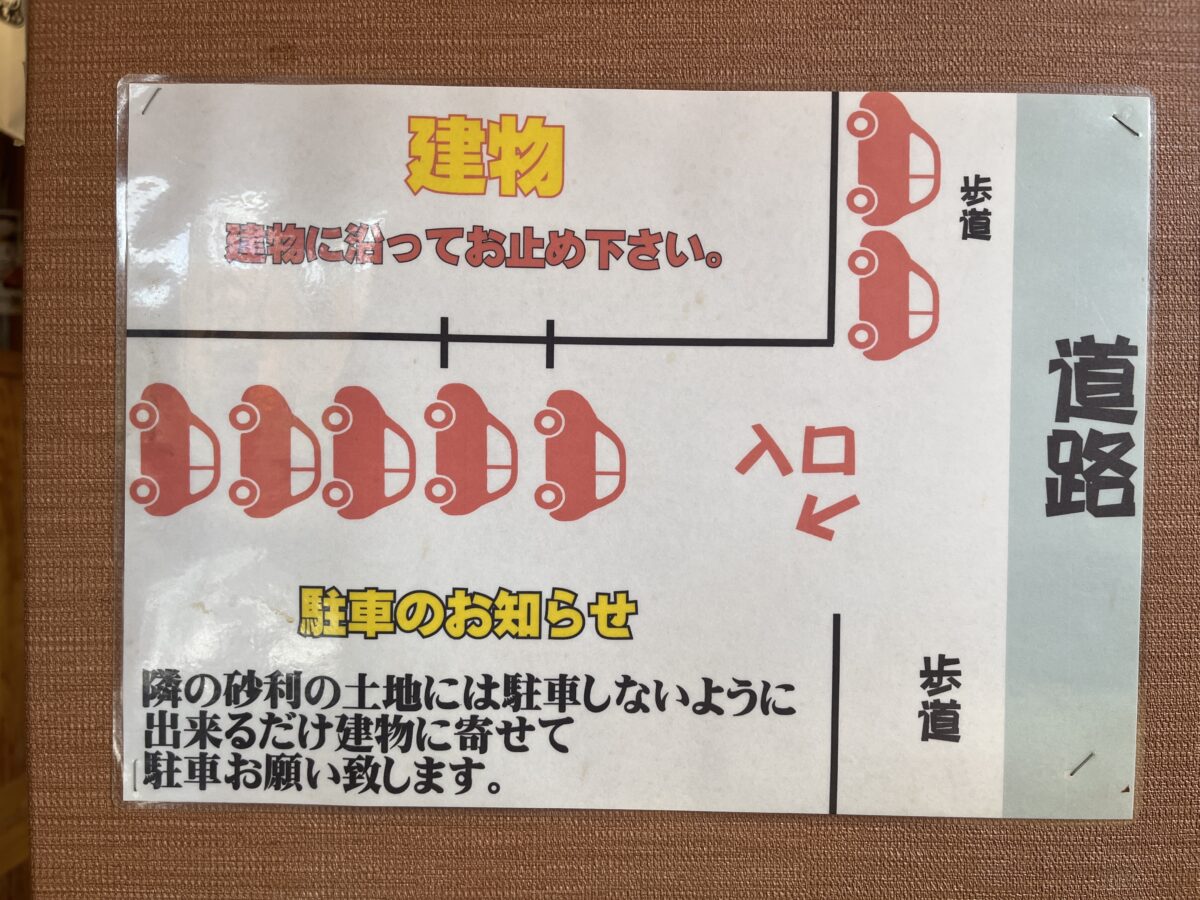 建物
建物に沿ってお止め下さい。
歩道
道路
入口
駐車のお知らせ
隣の砂利の土地には駐車しないように
出来るだけ建物に寄せて
駐車お願い致します。
歩道